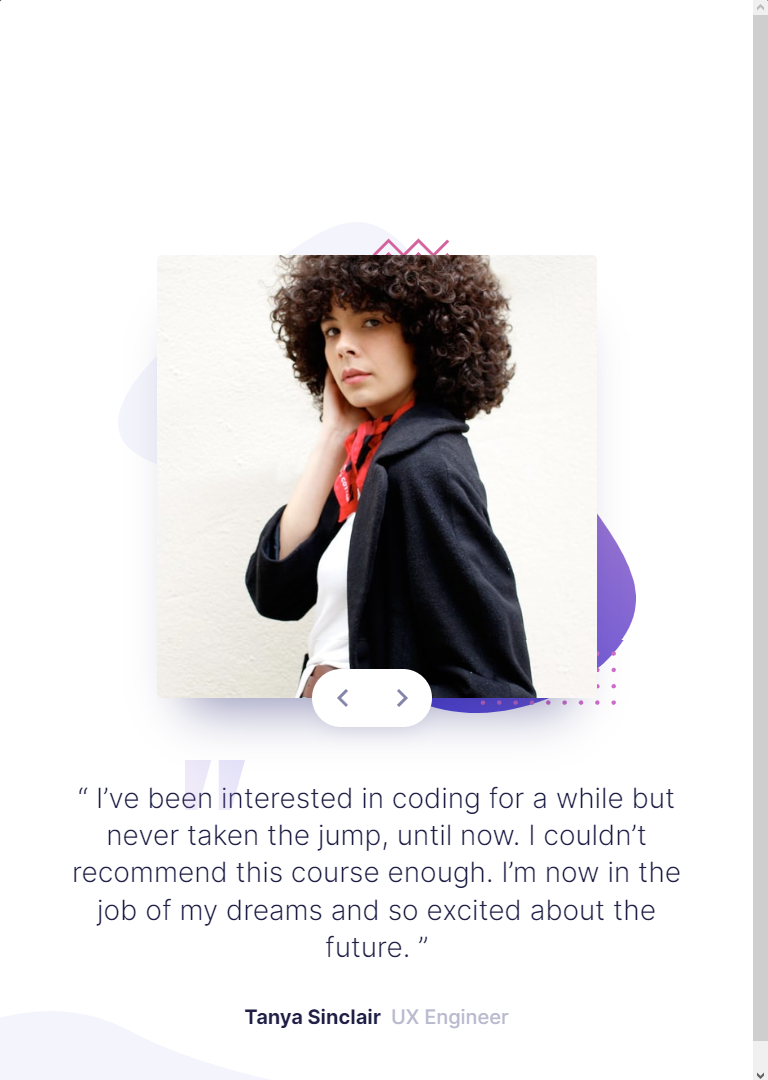 “ I’ve been interested in coding for a while but
never taken the jump, until now. I couldn’t
recommend this course enough. I’m now in the
job of my dreams and so excited about the
future. ”
Tanya Sinclair UX Engineer